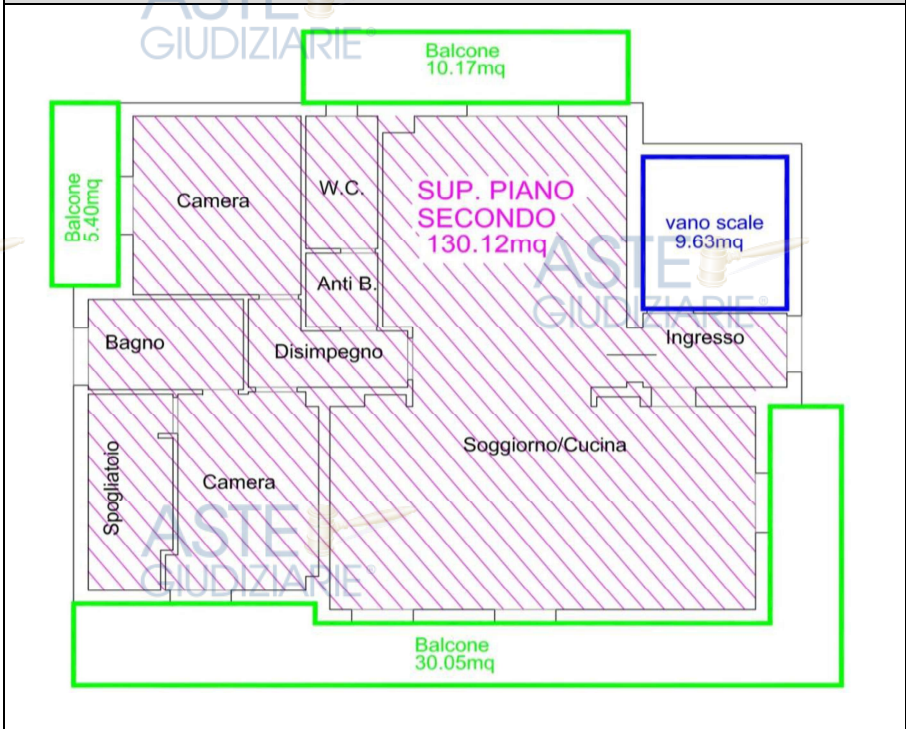 ASTE
GIUDIZIARIE®
Balcone
10.17mq
Balcone
5.40mq
Camera
W.C.
SUP. PIANO
SECONDO
130.12mq
vano scale
9.63mq
ASTE
GIUDIZIARIE®
Anti B.
Bagno
Disimpegno
Ingresso
Soggiorno/Cucina
Spogliatoio
Camera
ASTE
GIUDIZIARIE®
Balcone
30.05mq